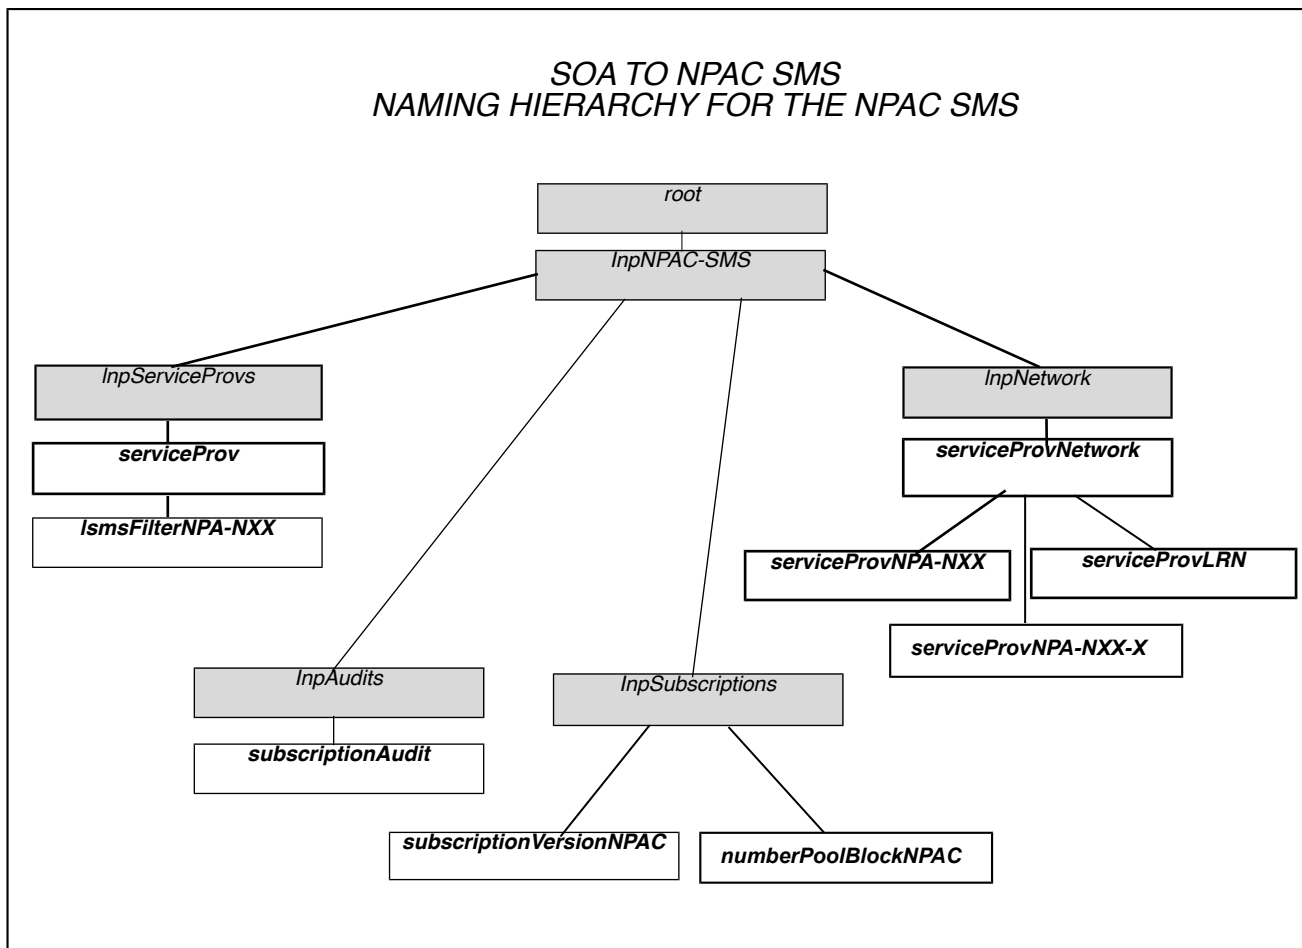 SOA TO NPAC SMS
NAMING HIERARCHY FOR THE NPAC SMS
root
lnpNPAC-SMS
lnpServiceProvs
lnpNetwork
serviceProv
serviceProvNetwork
lsmsFilterNPA-NXX
serviceProvNPA-NXX
serviceProvLRN
serviceProvNPA-NXX-X
lnpAudits
lnpSubscriptions
subscriptionAudit
subscriptionVersionNPAC
numberPoolBlockNPAC